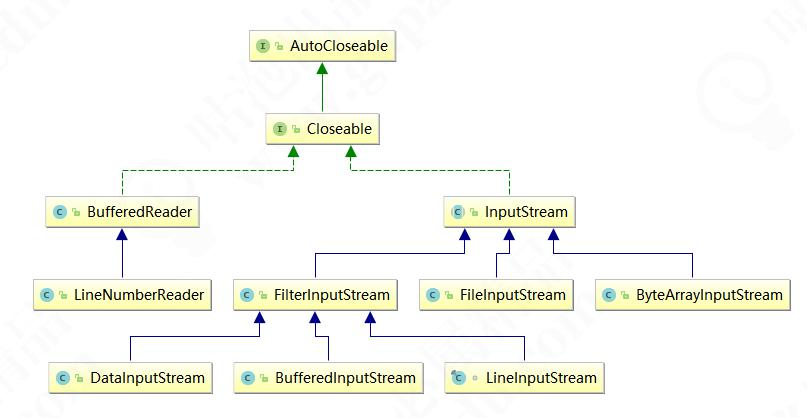 AutoCloseable
Closeable
BufferedReader
InputStream
LineNumberReader
FilterInputStream
FileInputStream
ByteArrayInputStream
DataInputStream
BufferedInputStream
LineInputStream